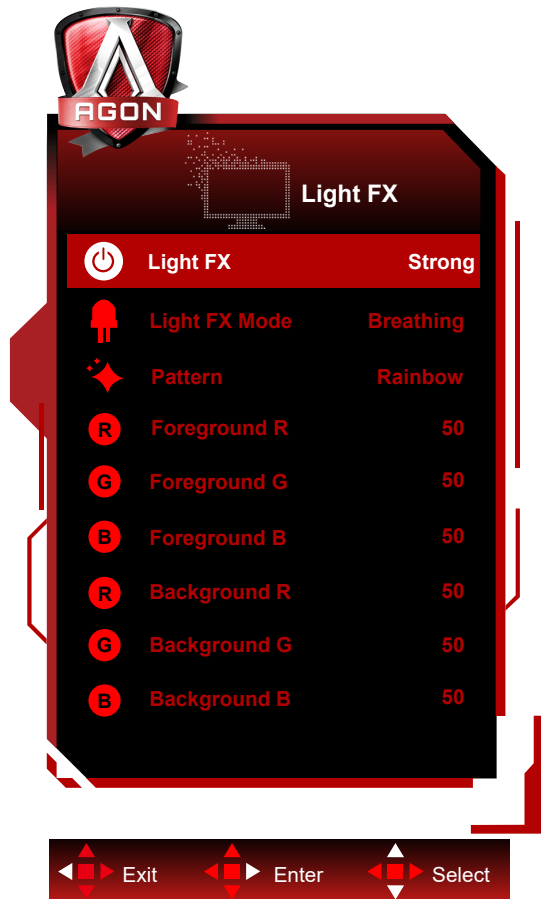 AGON
Light FX
Light FX Strong
Light FX Mode Breathing
Pattern Rainbow
R Foreground R 50
G Foreground G 50
B Foreground B 50
R Background R 50
G Background G 50
B Background B 50
Exit Enter Select